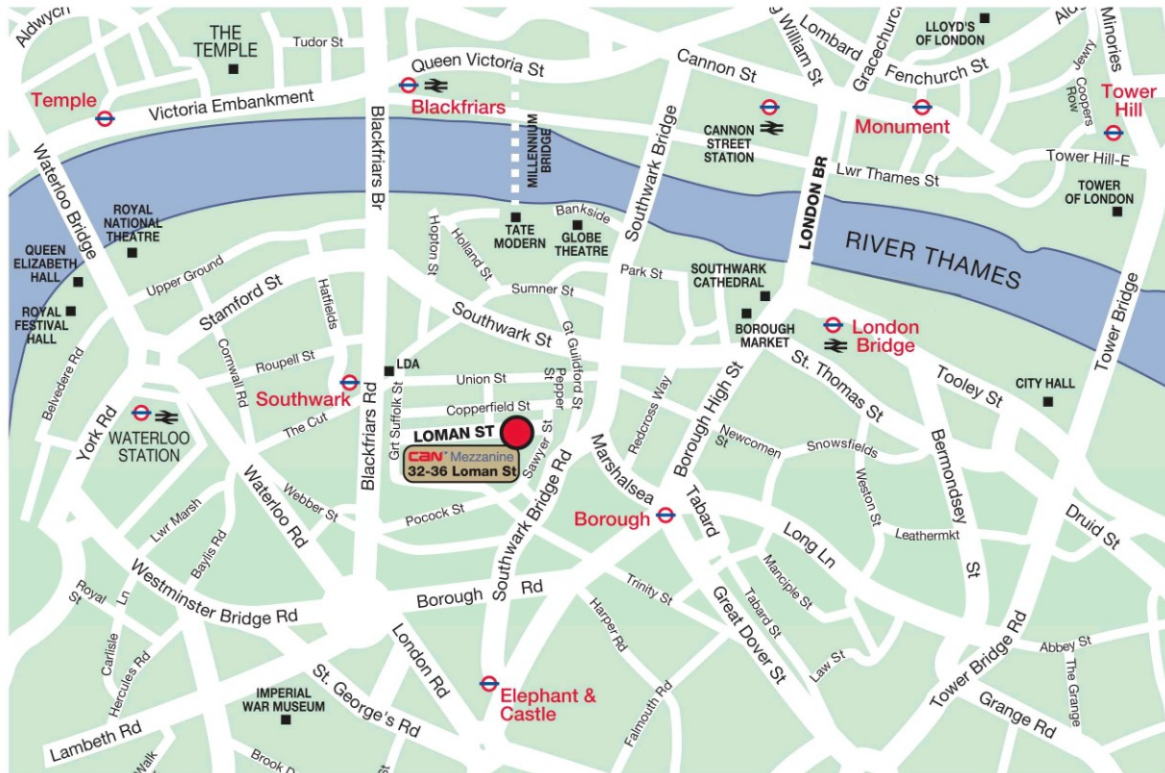 Aldwych
THE
TEMPLE
Tudor St
Temple
Victoria Embankment
Queen Victoria St
Blackfriars
Blackfriars Br
MILLENNIUM
BRIDGE
Southwark Bridge
Cannon St
CANNON
STREET
STATION
William St
Lombard
Gracechurch
LLOYD'S
OF LONDON
Fenchurch St
Monument
Lwr Thames St
LONDON BR
Minories
Jewry
Coopers
Row
Tower
Hill
Tower Hill-E
TOWER
OF LONDON
RIVER THAMES
Tower Bridge
Waterloo Bridge
ROYAL
NATIONAL
THEATRE
QUEEN
ELIZABETH
HALL
ROYAL
FESTIVAL
HALL
Upper Ground
Stamford St
Hatfields
Cornwall Rd
Roupell St
Belvedere Rd
York Rd
WATERLOO
STATION
Southwark
The Cut
Waterloo Rd
Webber St
Blackfriars Rd
LDA
Grt Suffolk St
Hopton St
Holland St
TATE
MODERN
Bankside
GLOBE
THEATRE
Sumner St
Park St
Southwark St
Gt Guildford St
Union St
Pepper
St
Copperfield St
LOMAN ST
can Mezzanine
32-36 Loman St
Sawyer St
Pocock St
Southwark Bridge Rd
SOUTHWARK
CATHEDRAL
BOROUGH
MARKET
London
Bridge
St. Thomas St
Tooley St
CITY HALL
Redcross Way
Borough High St
Marshalsea
Newcomen
St
Snowsfields
Weston St
Bermondsey
St
Leathermkt
Druid St
Borough
Tabard
Long Ln
Lwr Marsh
Baylis Rd
Westminster Bridge Rd
Royal
St
Carlisle
Ln
Hercules Rd
Lambeth Rd
Walk
IMPERIAL
WAR MUSEUM
Brook D
St. George's Rd
London Rd
Borough Rd
Elephant &
Castle
Trinity St
Harper Rd
Falmouth Rd
Great Dover St
Tabard St
Manciple St
Law St
Tower Bridge Rd
Abbey St
The Grange
Grange Rd